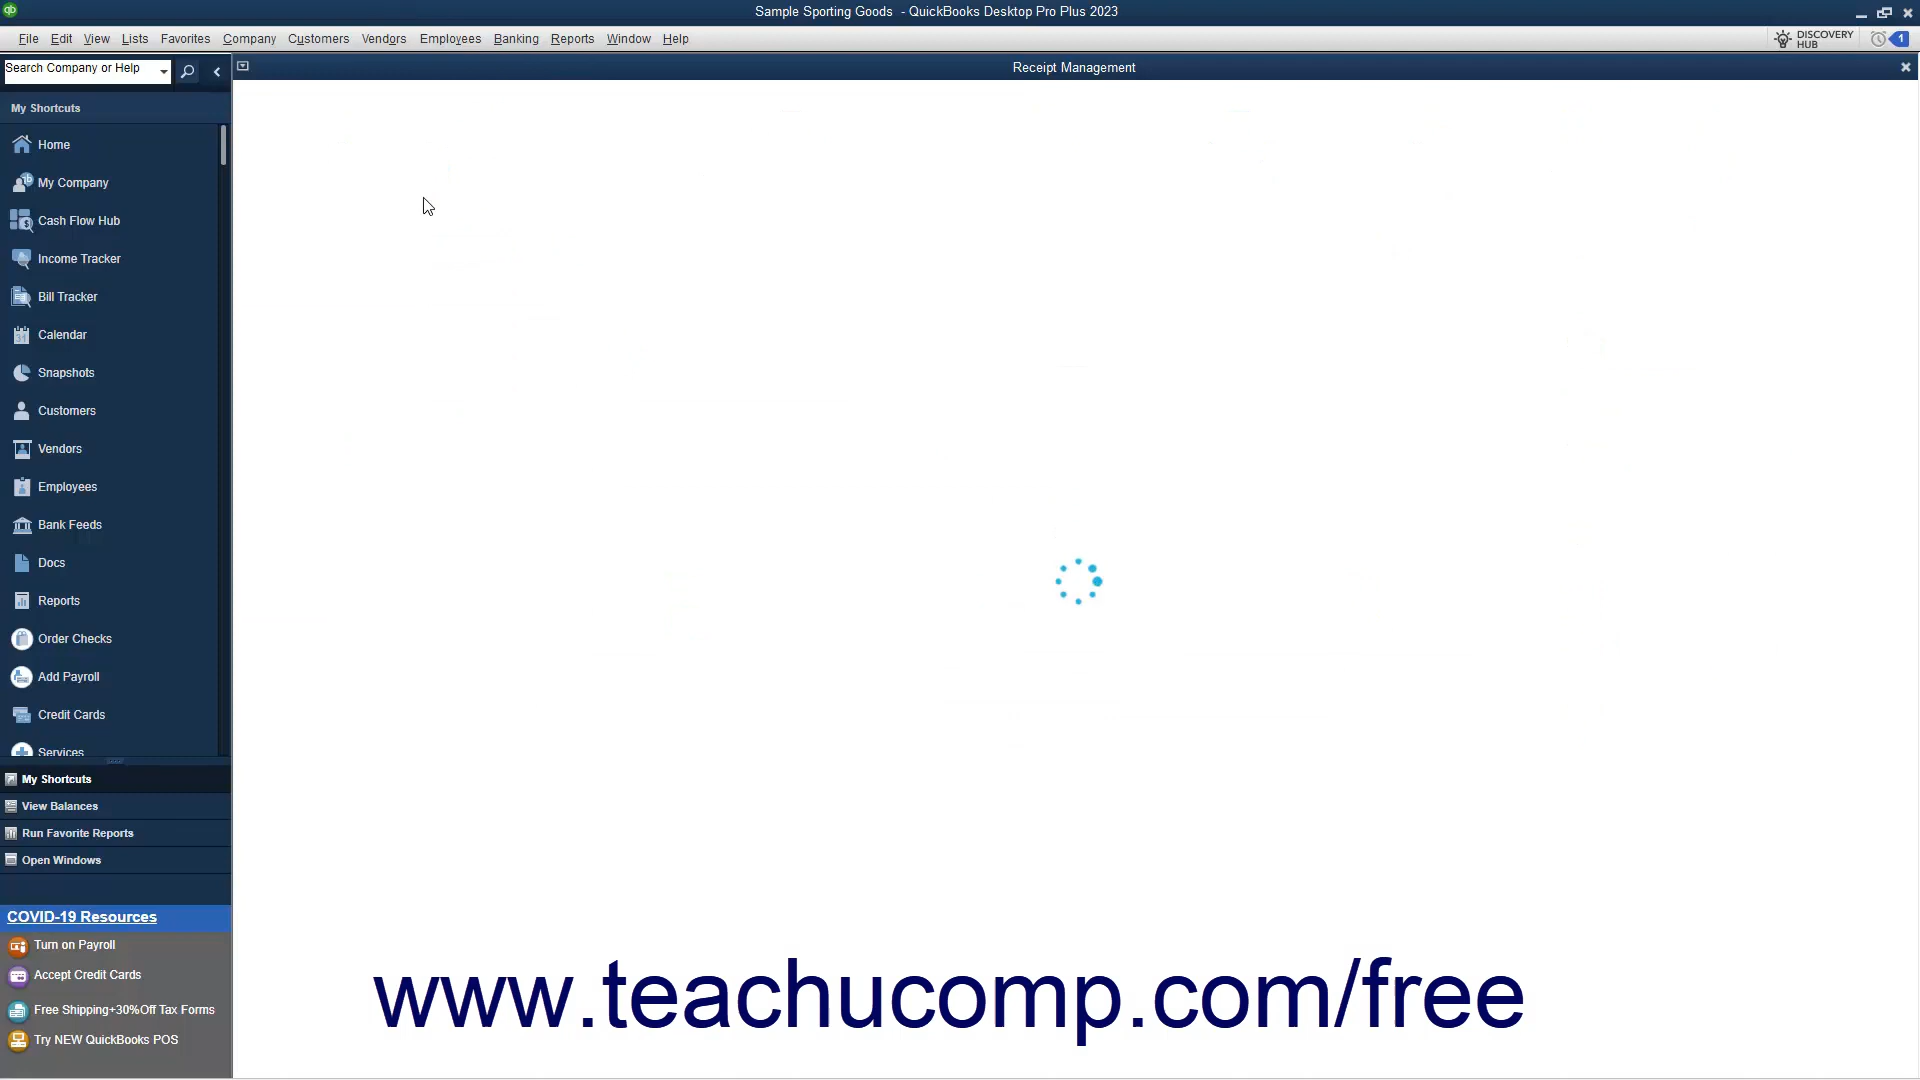 Sample Sporting Goods - QuickBooks Desktop Pro Plus 2023
File Edit View Lists Favorites Company Customers Vendors Employees Banking Reports Window Help
DISCOVERY HUB
1
Search Company or Help
Receipt Management
My Shortcuts
Home
My Company
Cash Flow Hub
Income Tracker
Bill Tracker
Calendar
Snapshots
Customers
Vendors
Employees
Bank Feeds
Docs
Reports
Order Checks
Add Payroll
Credit Cards
Services
My Shortcuts
View Balances
Run Favorite Reports
Open Windows
COVID-19 Resources
Turn on Payroll
Accept Credit Cards
Free Shipping+30%Off Tax Forms
Try NEW QuickBooks POS
www.teachucomp.com/free